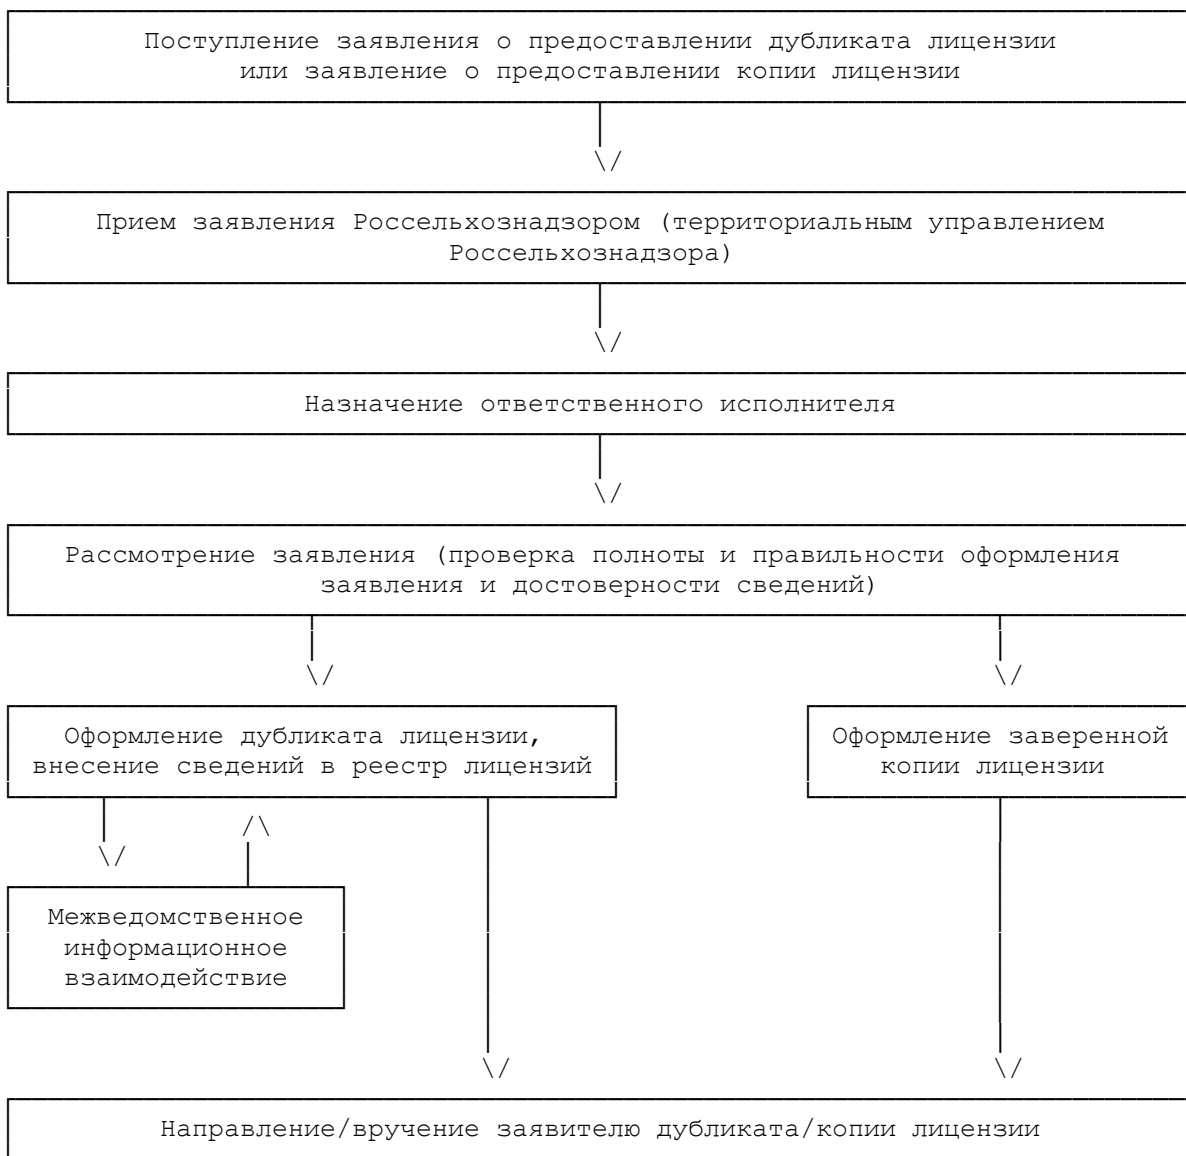 Поступление заявления о предоставлении дубликата лицензии
или заявление о предоставлении копии лицензии
Прием заявления Россельхознадзором (территориальным управлением
Россельхознадзора)
Назначение ответственного исполнителя
Рассмотрение заявления (проверка полноты и правильности оформления
заявления и достоверности сведений)
Оформление дубликата лицензии,
внесение сведений в реестр лицензий
Оформление заверенной
копии лицензии
Межведомственное
информационное
взаимодействие
Направление/вручение заявителю дубликата/копии лицензии